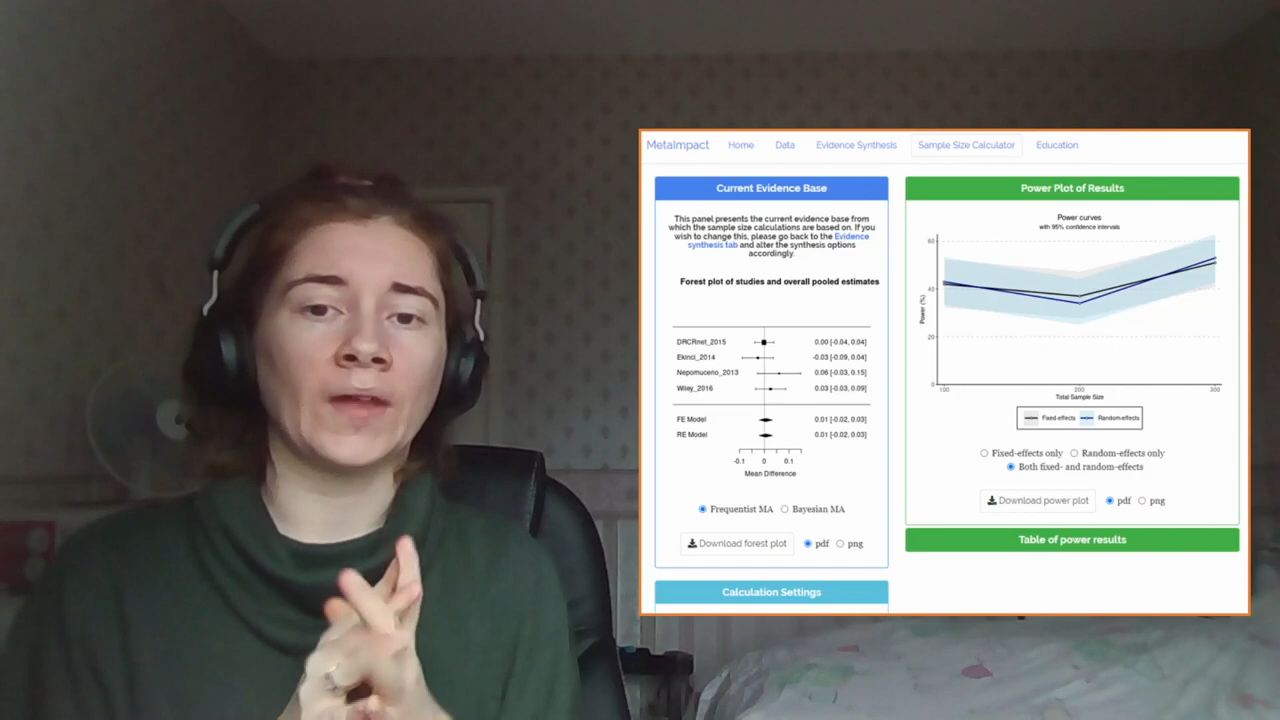 MetaImpact Home Data Evidence Synthesis Sample Size Calculator Education
Current Evidence Base
This panel presents the current evidence base from
which the sample size calculations are based on. If you
wish to change this, please go back to the Evidence
synthesis tab and alter the synthesis options
accordingly.
Forest plot of studies and overall pooled estimates
DRCRnet_2015 0.00 [-0.04, 0.04]
Ekinci_2014 -0.03 [-0.09, 0.04]
Nepomuceno_2013 0.06 [-0.03, 0.15]
Wiley_2016 0.03 [-0.03, 0.09]
FE Model 0.01 [-0.02, 0.03]
RE Model 0.01 [-0.02, 0.03]
-0.1 0 0.1
Mean Difference
Frequentist MA Bayesian MA
Download forest plot pdf png
Calculation Settings
Power Plot of Results
Power curves
with 95% confidence intervals
60
40
20
0
Power (%)
100 200 300
Total Sample Size
Fixed-effects Random-effects
Fixed-effects only Random-effects only
Both fixed- and random-effects
Download power plot pdf png
Table of power results